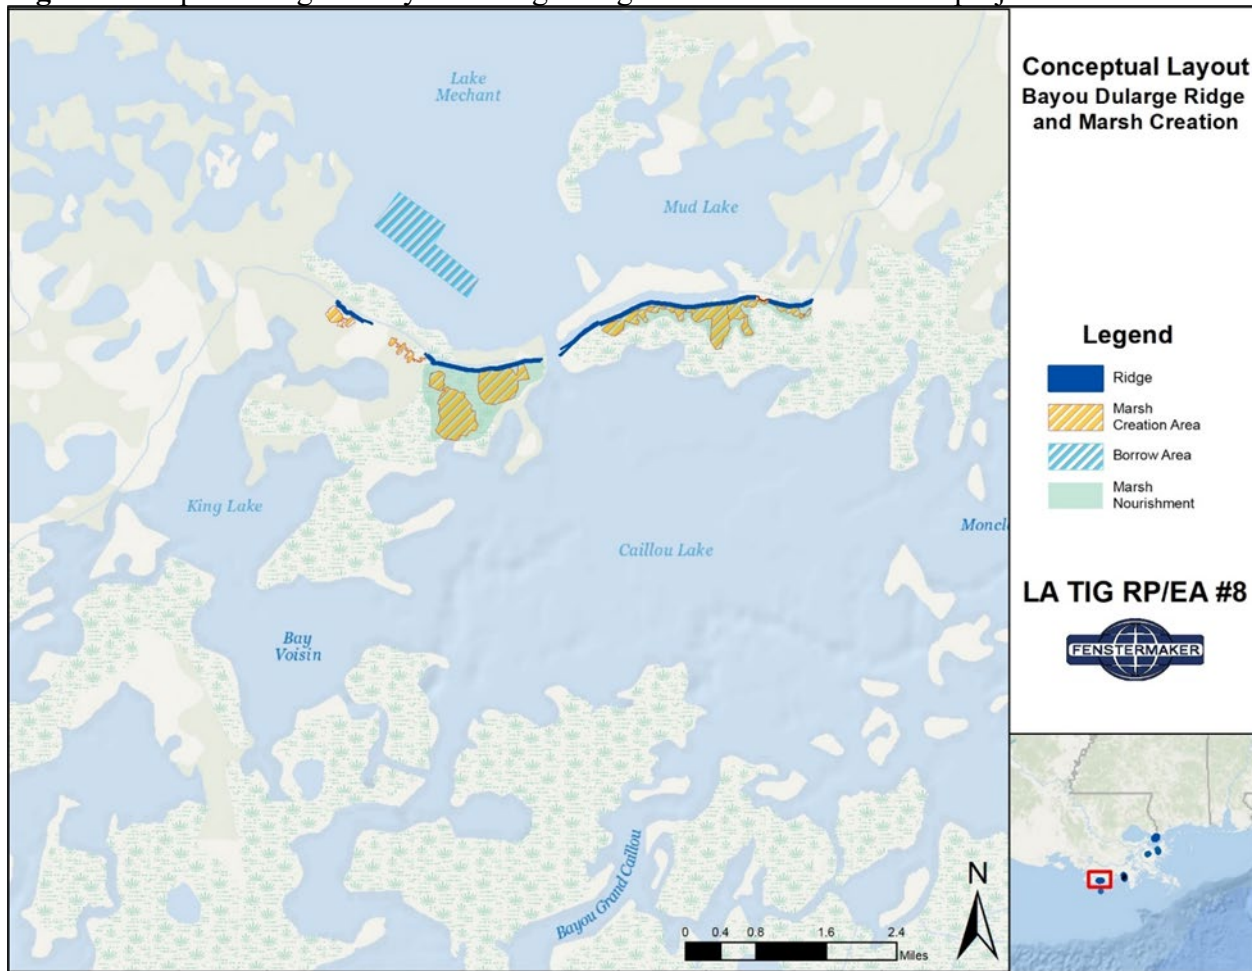 Lake
Mechant
Mud Lake
King Lake
Caillou Lake
Bay
Voisin
Bayou Grand Caillou
N
0 0.4 0.8 1.6 2.4
Miles
Conceptual Layout
Bayou Dularge Ridge
and Marsh Creation
Legend
Ridge
Marsh
Creation Area
Borrow Area
Marsh
Nourishment
LA TIG RP/EA #8
FENSTERMAKER